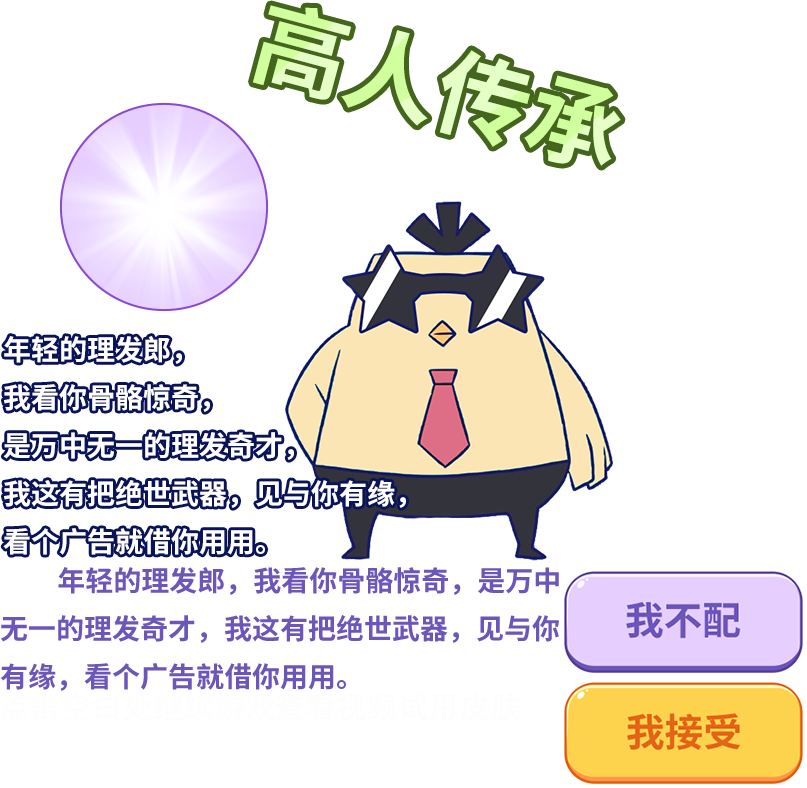 高人传承
年轻的理发郎，
我看你骨骼惊奇，
是万中无一的理发奇才，
我这有把绝世武器，见与你有缘，
看个广告就借你用用。
年轻的理发郎，我看你骨骼惊奇，是万中
无一的理发奇才，我这有把绝世武器，见与你
有缘，看个广告就借你用用。
我不配
我接受